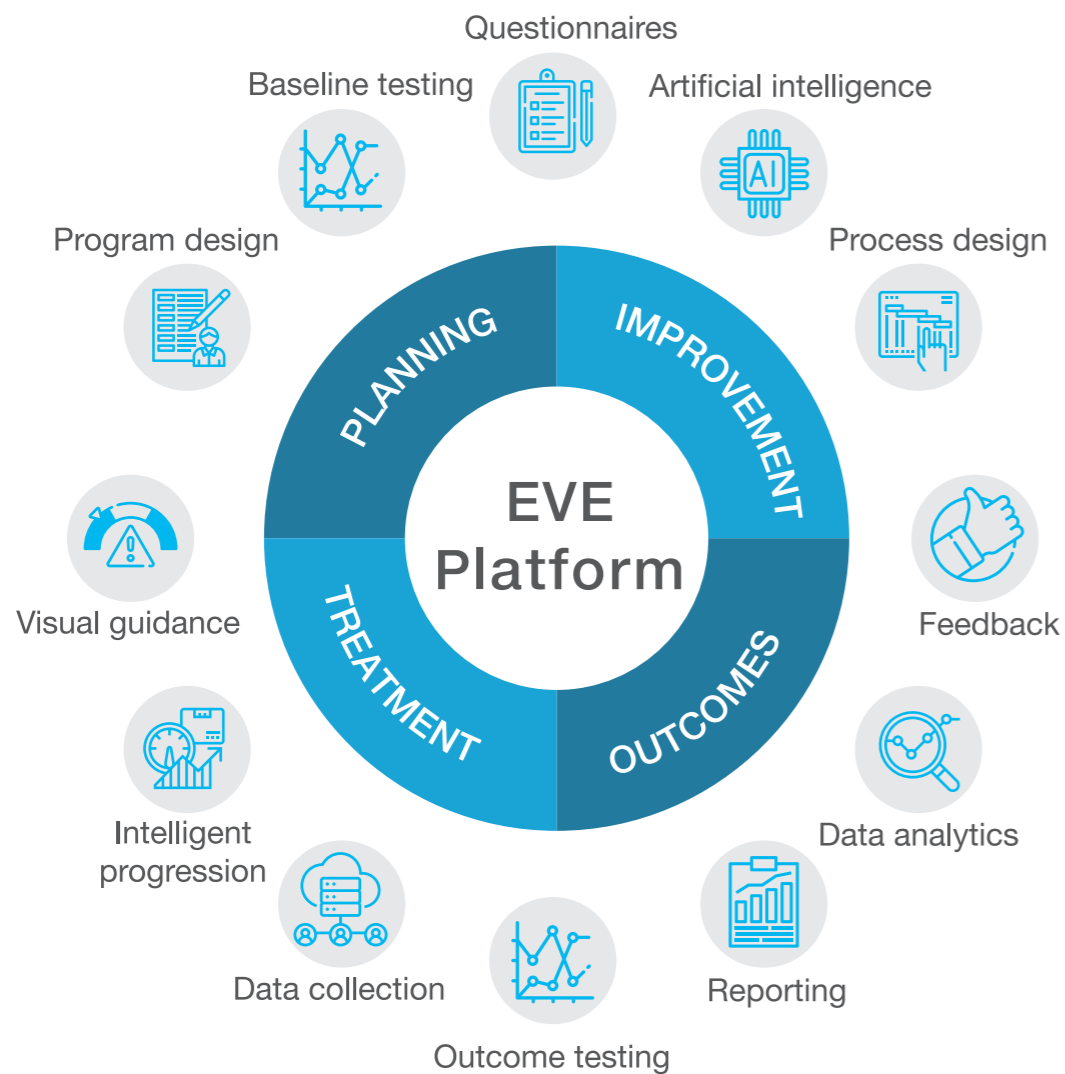 Questionnaires
Baseline testing
Artificial intelligence
AI
Program design
Process design
PLANNING
IMPROVEMENT
EVE
Platform
Visual guidance
Feedback
TREATMENT
OUTCOMES
Intelligent
progression
Data analytics
Data collection
Reporting
Outcome testing